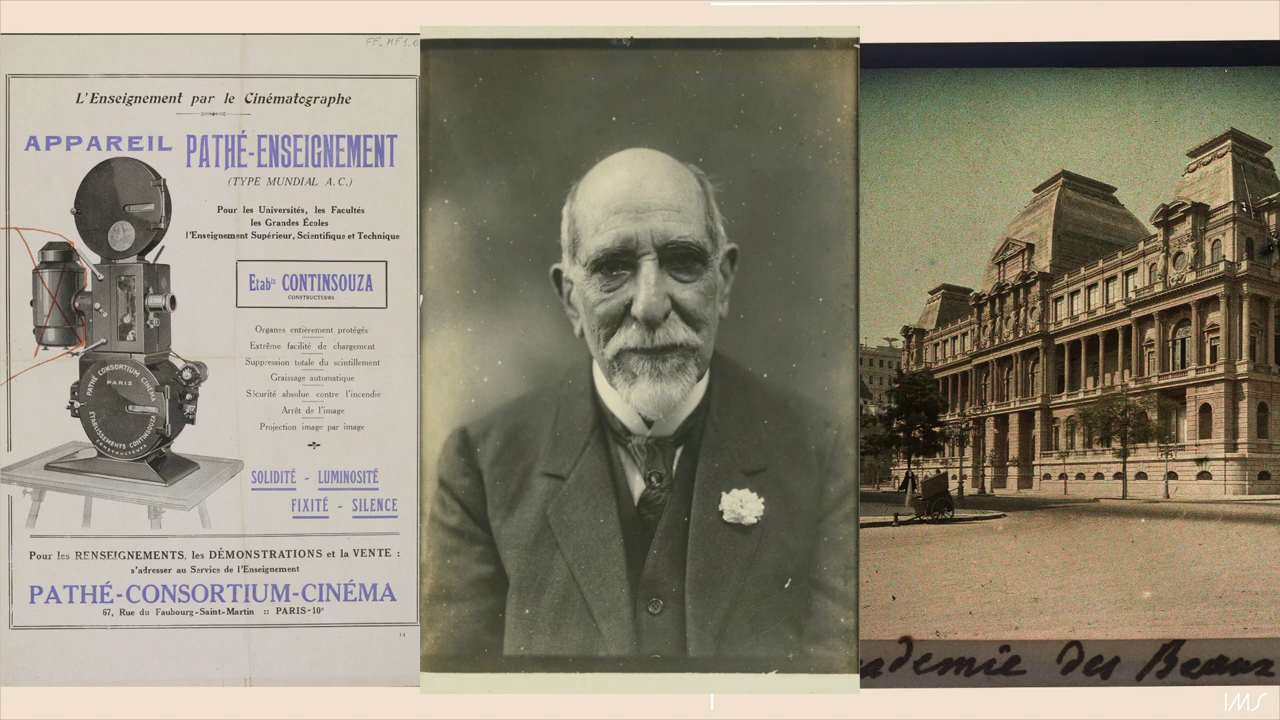 FF_MF1.0
L'Enseignement par le Cinématographe
APPAREIL PATHÉ-ENSEIGNEMENT
(TYPE MUNDIAL A.C.)
Pour les Universités, les Facultés
les Grandes Écoles
l'Enseignement Supérieur, Scientifique et Technique
Etabts CONTINSOUZA
CONSTRUCTEURS
Organes entièrement protégés
Extrême facilité de chargement
Suppression totale du scintillement
Graissage automatique
Sécurité absolue contre l'incendie
Arrêt de l'image
Projection image par image
PATHÉ CONSORTIUM CINÉMA
PARIS
ÉTABLISSEMENTS CONTINSOUZA
CONSTRUCTEURS
SOLIDITÉ - LUMINOSITÉ
FIXITÉ - SILENCE
Pour les RENSEIGNEMENTS, les DÉMONSTRATIONS et la VENTE :
s'adresser au Service de l'Enseignement
PATHÉ-CONSORTIUM-CINÉMA
67, Rue du Faubourg-Saint-Martin :: PARIS-10e
ademie des Beaux
IMS